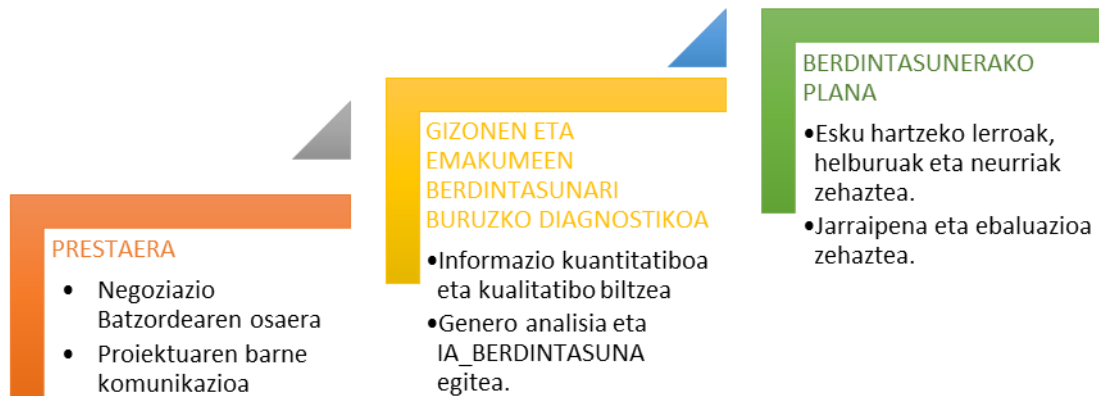 PRESTAERA
• Negoziazio
Batzordearen osaera
• Proiektuaren barne
komunikazioa
GIZONEN ETA
EMAKUMEEN
BERDINTASUNARI
BURUZKO DIAGNOSTIKOA
•Informazio kuantitatiboa
eta kualitatibo biltzea
•Genero analisia eta
IA_BERDINTASUNA
egitea.
BERDINTASUNERAKO
PLANA
•Esku hartzeko lerroak,
helburuak eta neurriak
zehaztea.
•Jarraipena eta ebaluazioa
zehaztea.